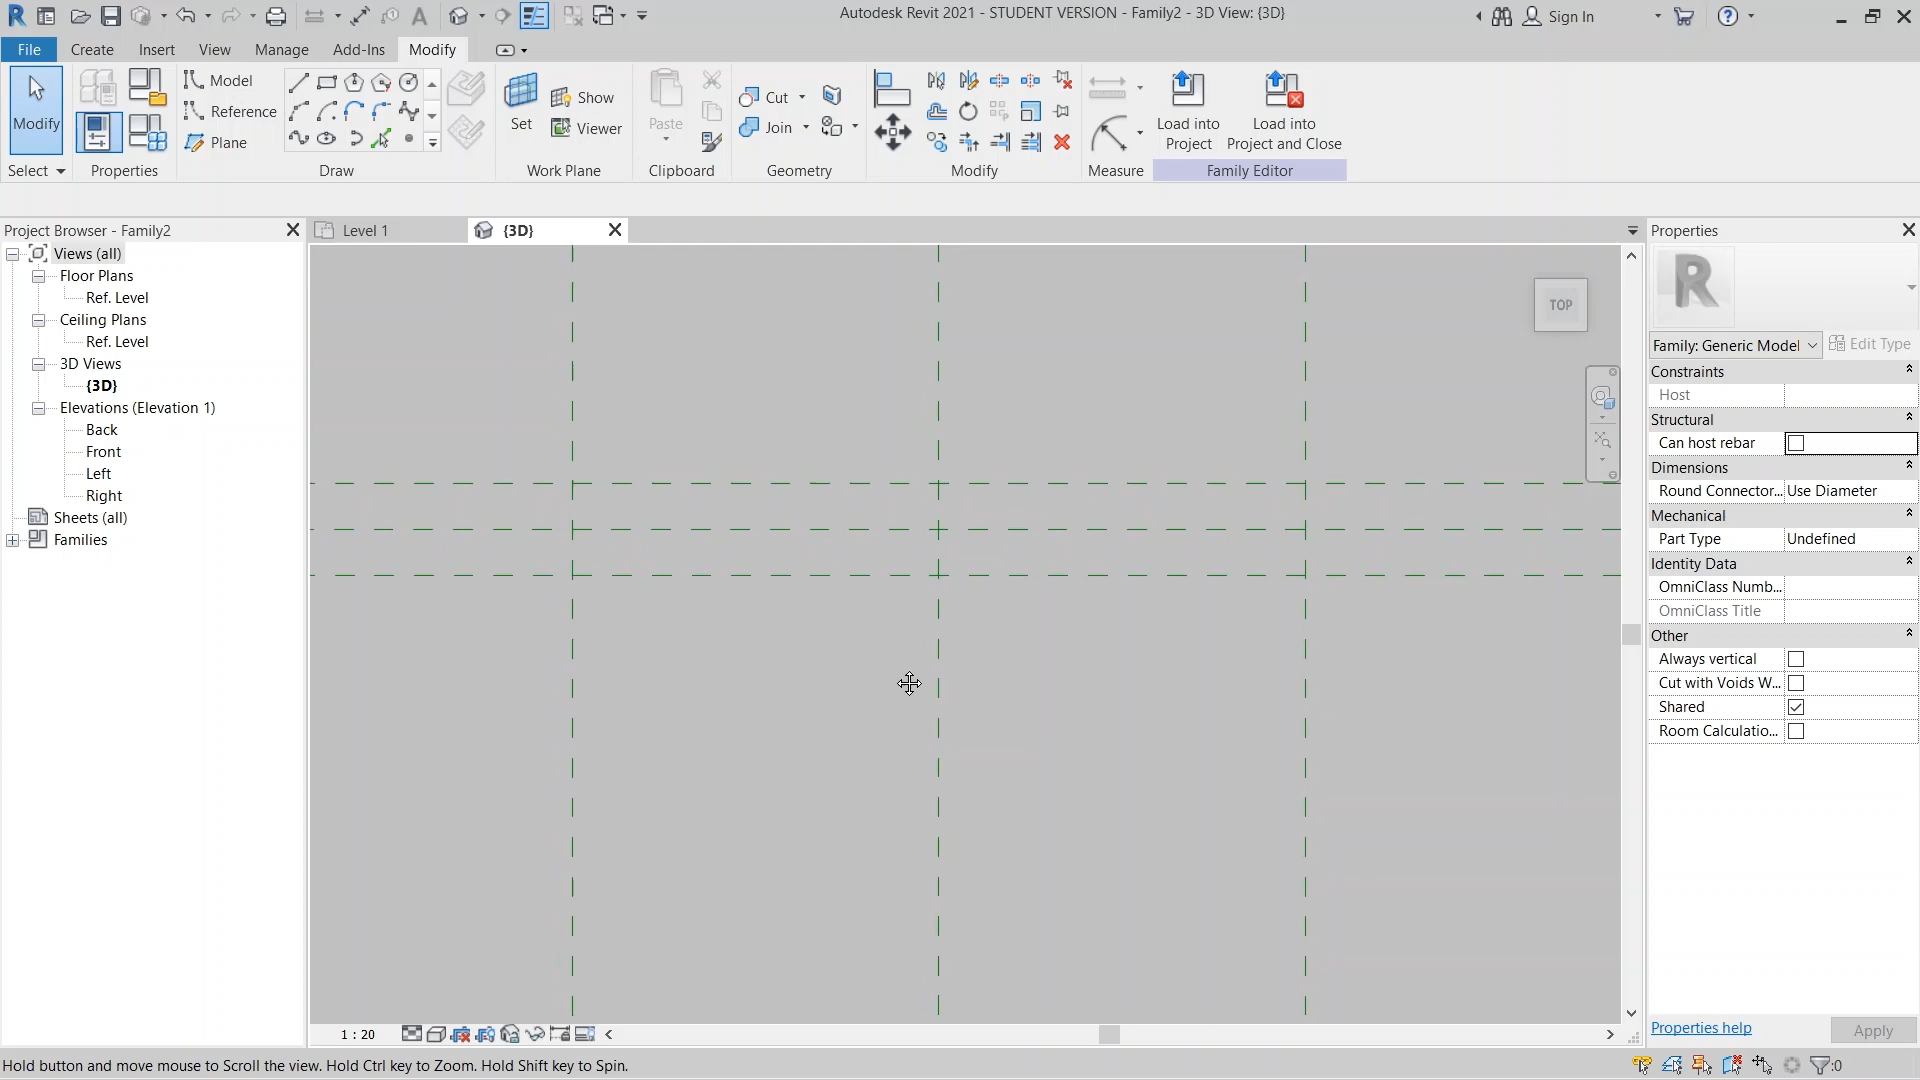 Autodesk Revit 2021 - STUDENT VERSION - Family2 - 3D View: {3D}
Sign In
File
Create
Insert
View
Manage
Add-Ins
Modify
Modify
Select
Properties
Model
Reference
Plane
Draw
Set
Show
Viewer
Work Plane
Paste
Clipboard
Cut
Join
Geometry
Modify
Measure
Load into
Project
Load into
Project and Close
Family Editor
Project Browser - Family2
Views (all)
Floor Plans
Ref. Level
Ceiling Plans
Ref. Level
3D Views
{3D}
Elevations (Elevation 1)
Back
Front
Left
Right
Sheets (all)
Families
Level 1
{3D}
TOP
1 : 20
Properties
R
Family: Generic Model
Edit Type
Constraints
Host
Structural
Can host rebar
Dimensions
Round Connector... Use Diameter
Mechanical
Part Type Undefined
Identity Data
OmniClass Numb...
OmniClass Title
Other
Always vertical
Cut with Voids W...
Shared
Room Calculatio...
Properties help
Apply
Hold button and move mouse to Scroll the view. Hold Ctrl key to Zoom. Hold Shift key to Spin.
:0